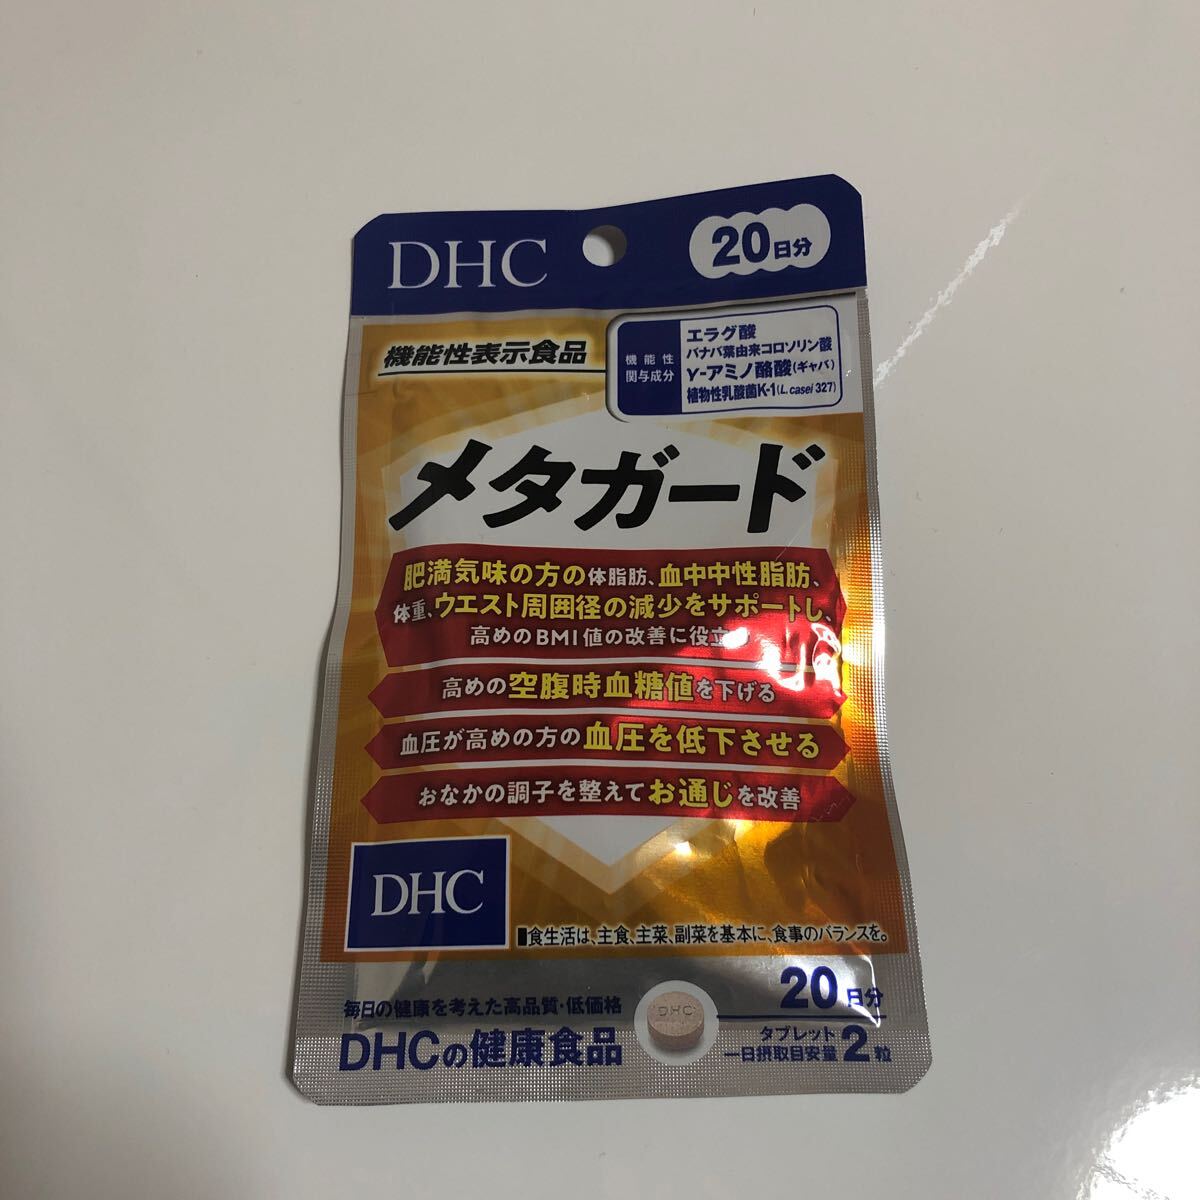 DHC
20日分
機能性表示食品
機能性
関与成分
エラグ酸
バナバ葉由来コロソリン酸
γ-アミノ酪酸(ギャバ)
植物性乳酸菌K-1(L. casei 327)
メタガード
肥満気味の方の体脂肪、血中中性脂肪、
体重、ウエスト周囲径の減少をサポートし、
高めのBMI値の改善に役立つ
高めの空腹時血糖値を下げる
血圧が高めの方の血圧を低下させる
おなかの調子を整えてお通じを改善
DHC
食生活は、主食、主菜、副菜を基本に、食事のバランスを。
毎日の健康を考えた高品質・低価格
DHCの健康食品
DHC
20日分
タブレット
一日摂取目安量2粒